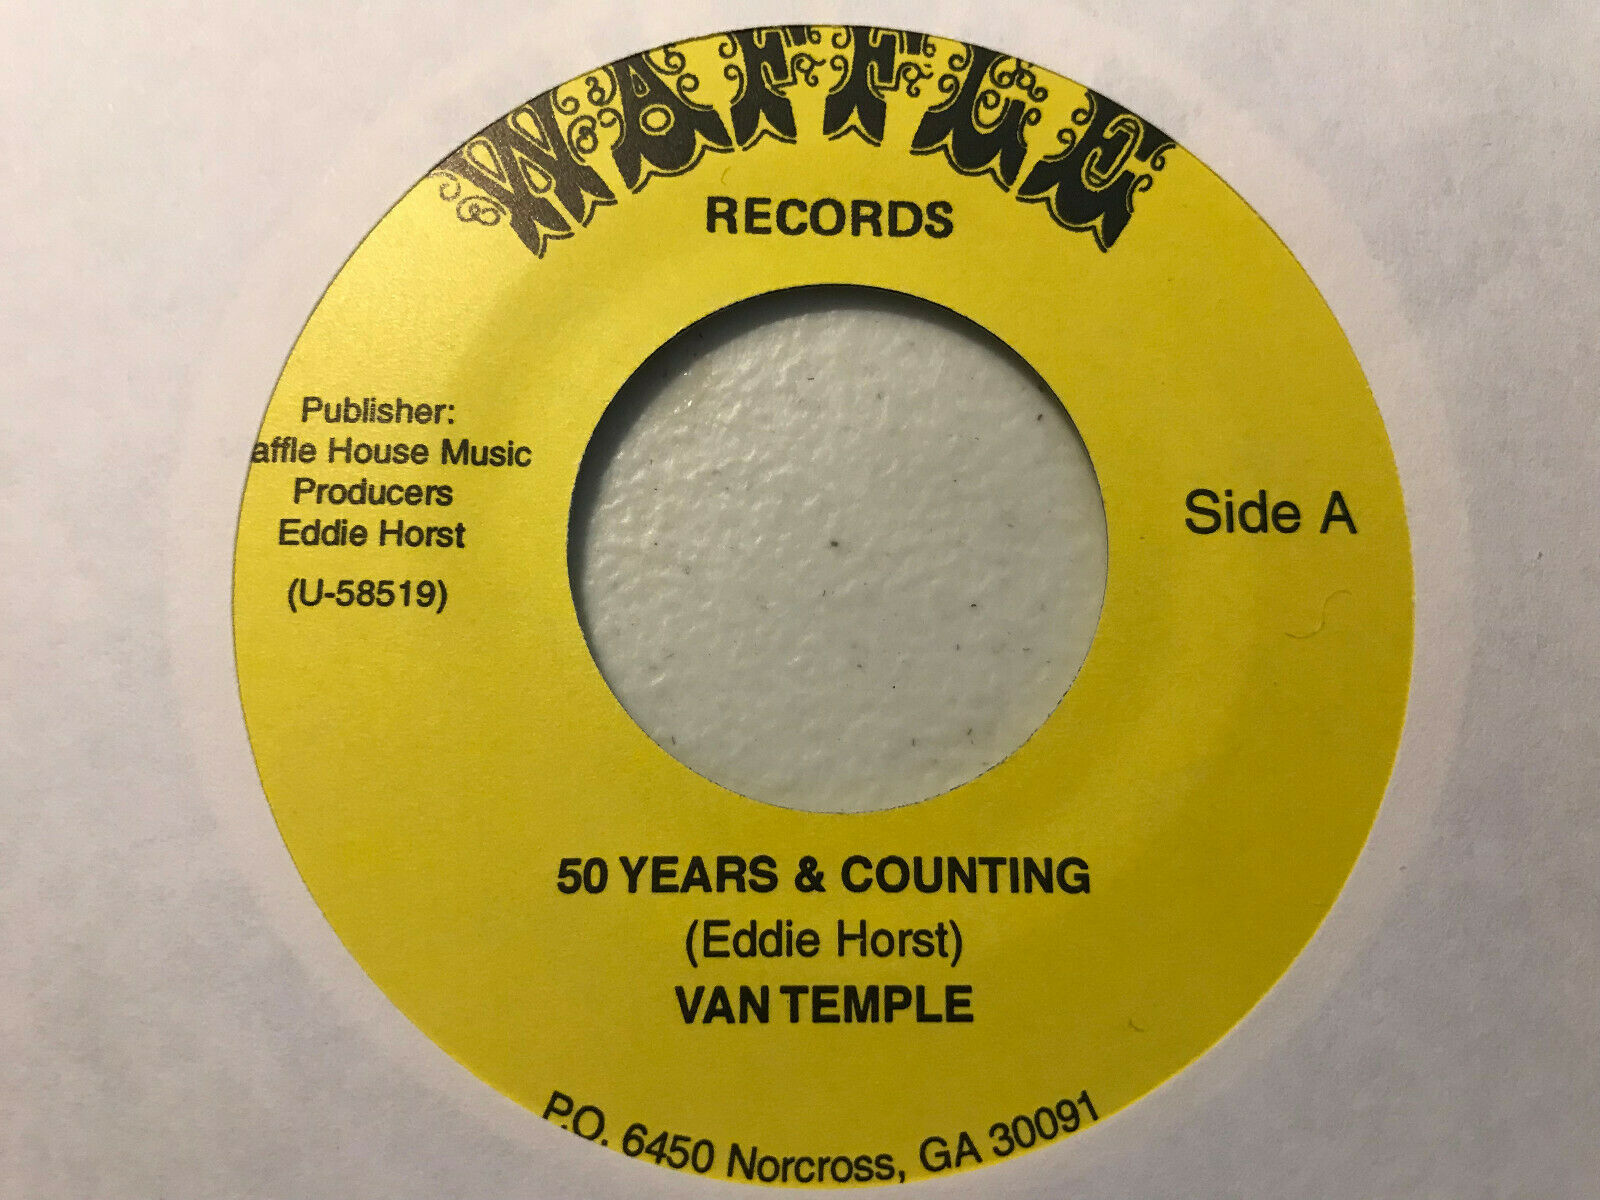 WAFFLE
RECORDS
Publisher:
affle House Music
Producers
Eddie Horst
(U-58519)
Side A
50 YEARS & COUNTING
(Eddie Horst)
VAN TEMPLE
P.O. 6450 Norcross, GA 30091